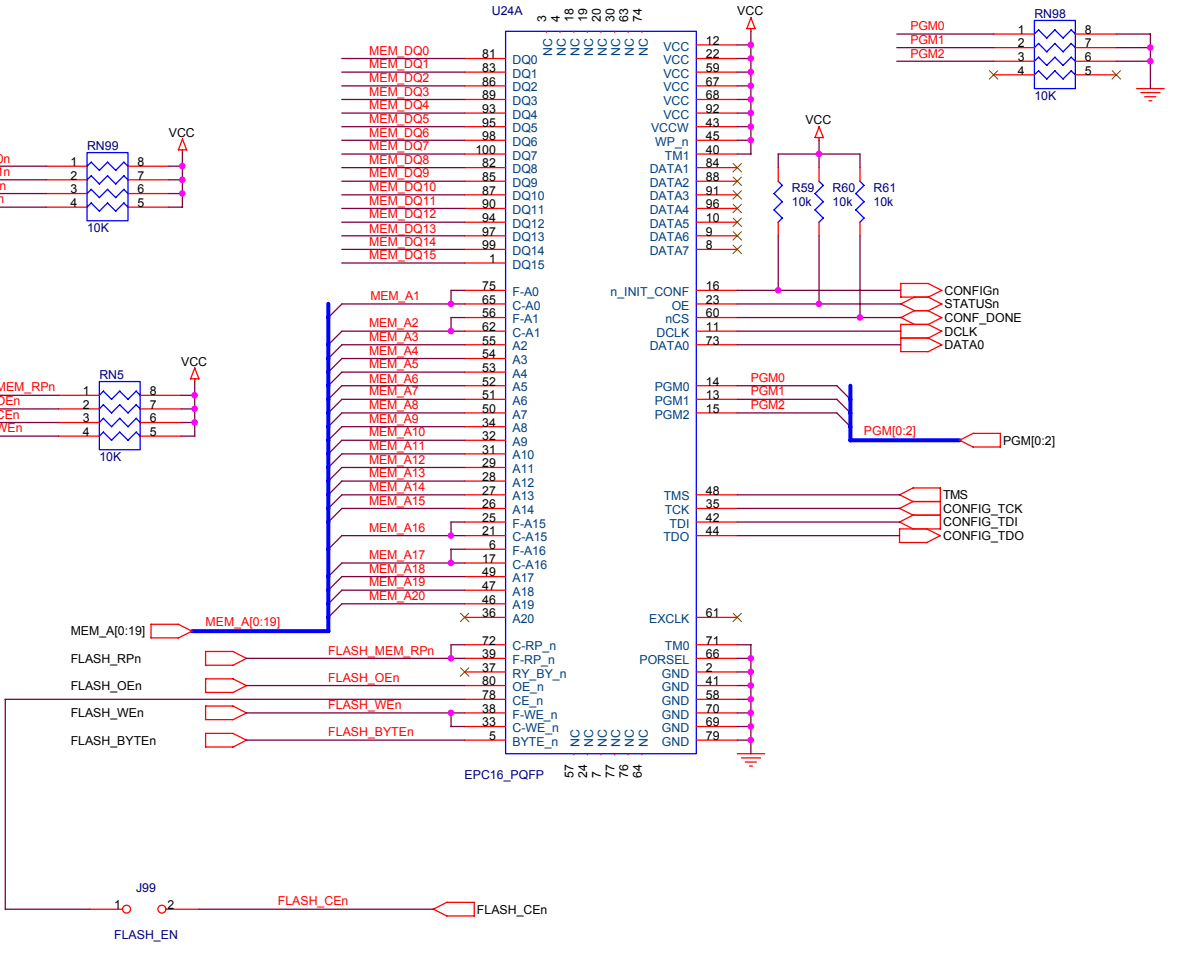 U24A
3 4 18 19 20 30 63 74
NC NC NC NC NC NC NC NC
VCC
RN98
PGM0 1 8
PGM1 2 7
PGM2 3 6
4 5
10K
MEM_DQ0 81 DQ0
MEM_DQ1 83 DQ1
MEM_DQ2 86 DQ2
MEM_DQ3 89 DQ3
MEM_DQ4 93 DQ4
MEM_DQ5 95 DQ5
MEM_DQ6 98 DQ6
MEM_DQ7 100 DQ7
MEM_DQ8 82 DQ8
MEM_DQ9 85 DQ9
MEM_DQ10 87 DQ10
MEM_DQ11 90 DQ11
MEM_DQ12 94 DQ12
MEM_DQ13 97 DQ13
MEM_DQ14 99 DQ14
MEM_DQ15 1 DQ15
VCC 12
VCC 22
VCC 59
VCC 67
VCC 68
VCC 92
VCCW 43
WP_n 45
TM1 40
DATA1 84
DATA2 88
DATA3 91
DATA4 96
DATA5 10
DATA6 9
DATA7 8
VCC
R59 10k
R60 10k
R61 10k
RN99
VCC
0n 1 8
1n 2 7
n 3 6
n 4 5
10K
75 F-A0
MEM_A1 65 C-A0
56 F-A1
MEM_A2 62 C-A1
MEM_A3 55 A2
MEM_A4 54 A3
MEM_A5 53 A4
MEM_A6 52 A5
MEM_A7 51 A6
MEM_A8 50 A7
MEM_A9 34 A8
MEM_A10 32 A9
MEM_A11 31 A10
MEM_A12 29 A11
MEM_A13 28 A12
MEM_A14 27 A13
MEM_A15 26 A14
25 F-A15
MEM_A16 21 C-A15
6 F-A16
MEM_A17 17 C-A16
MEM_A18 49 A17
MEM_A19 47 A18
MEM_A20 46 A19
36 A20
n_INIT_CONF 16 CONFIGn
OE 23 STATUSn
nCS 60 CONF_DONE
DCLK 11 DCLK
DATA0 73 DATA0
PGM0 14 PGM0
PGM1 13 PGM1
PGM2 15 PGM2
PGM[0:2] PGM[0:2]
TMS 48 TMS
TCK 35 CONFIG_TCK
TDI 42 CONFIG_TDI
TDO 44 CONFIG_TDO
EXCLK 61
TM0 71
PORSEL 66
GND 2
GND 41
GND 58
GND 70
GND 69
GND 79
VCC
RN5
MEM_RPn 1 8
OEn 2 7
CEn 3 6
WEn 4 5
10K
MEM_A[0:19] MEM_A[0:19]
72 C-RP_n
FLASH_RPn FLASH_MEM_RPn 39 F-RP_n
37 RY_BY_n
FLASH_OEn FLASH_OEn 80 OE_n
78 CE_n
FLASH_WEn FLASH_WEn 38 F-WE_n
33 C-WE_n
FLASH_BYTEn FLASH_BYTEn 5 BYTE_n
NC NC NC NC NC NC
57 24 7 77 76 64
EPC16_PQFP
J99
1 2 FLASH_CEn FLASH_CEn
FLASH_EN